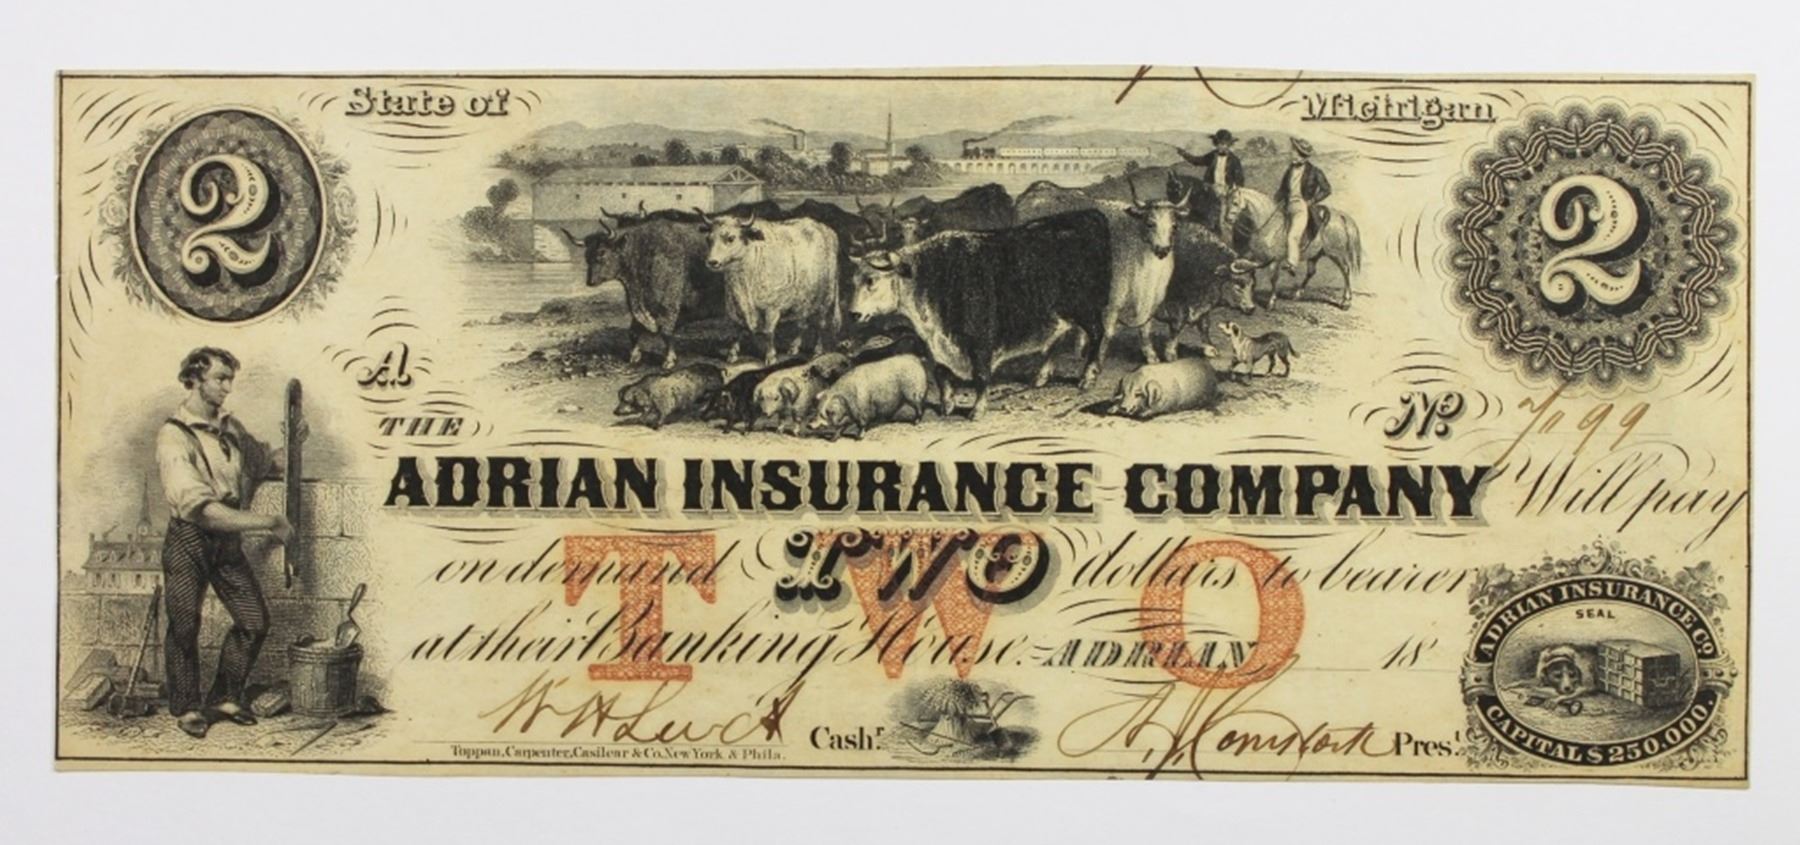 State of Michigan
2 2
A
No.
THE
ADRIAN INSURANCE COMPANY Will pay
on demand TWO dollars to bearer
TWO
at their Banking House. ADRIAN 18
Cash.r Pres.t
Toppan, Carpenter, Casilear & Co. New York & Phila.
ADRIAN INSURANCE CO
SEAL
CAPITAL $250.000.